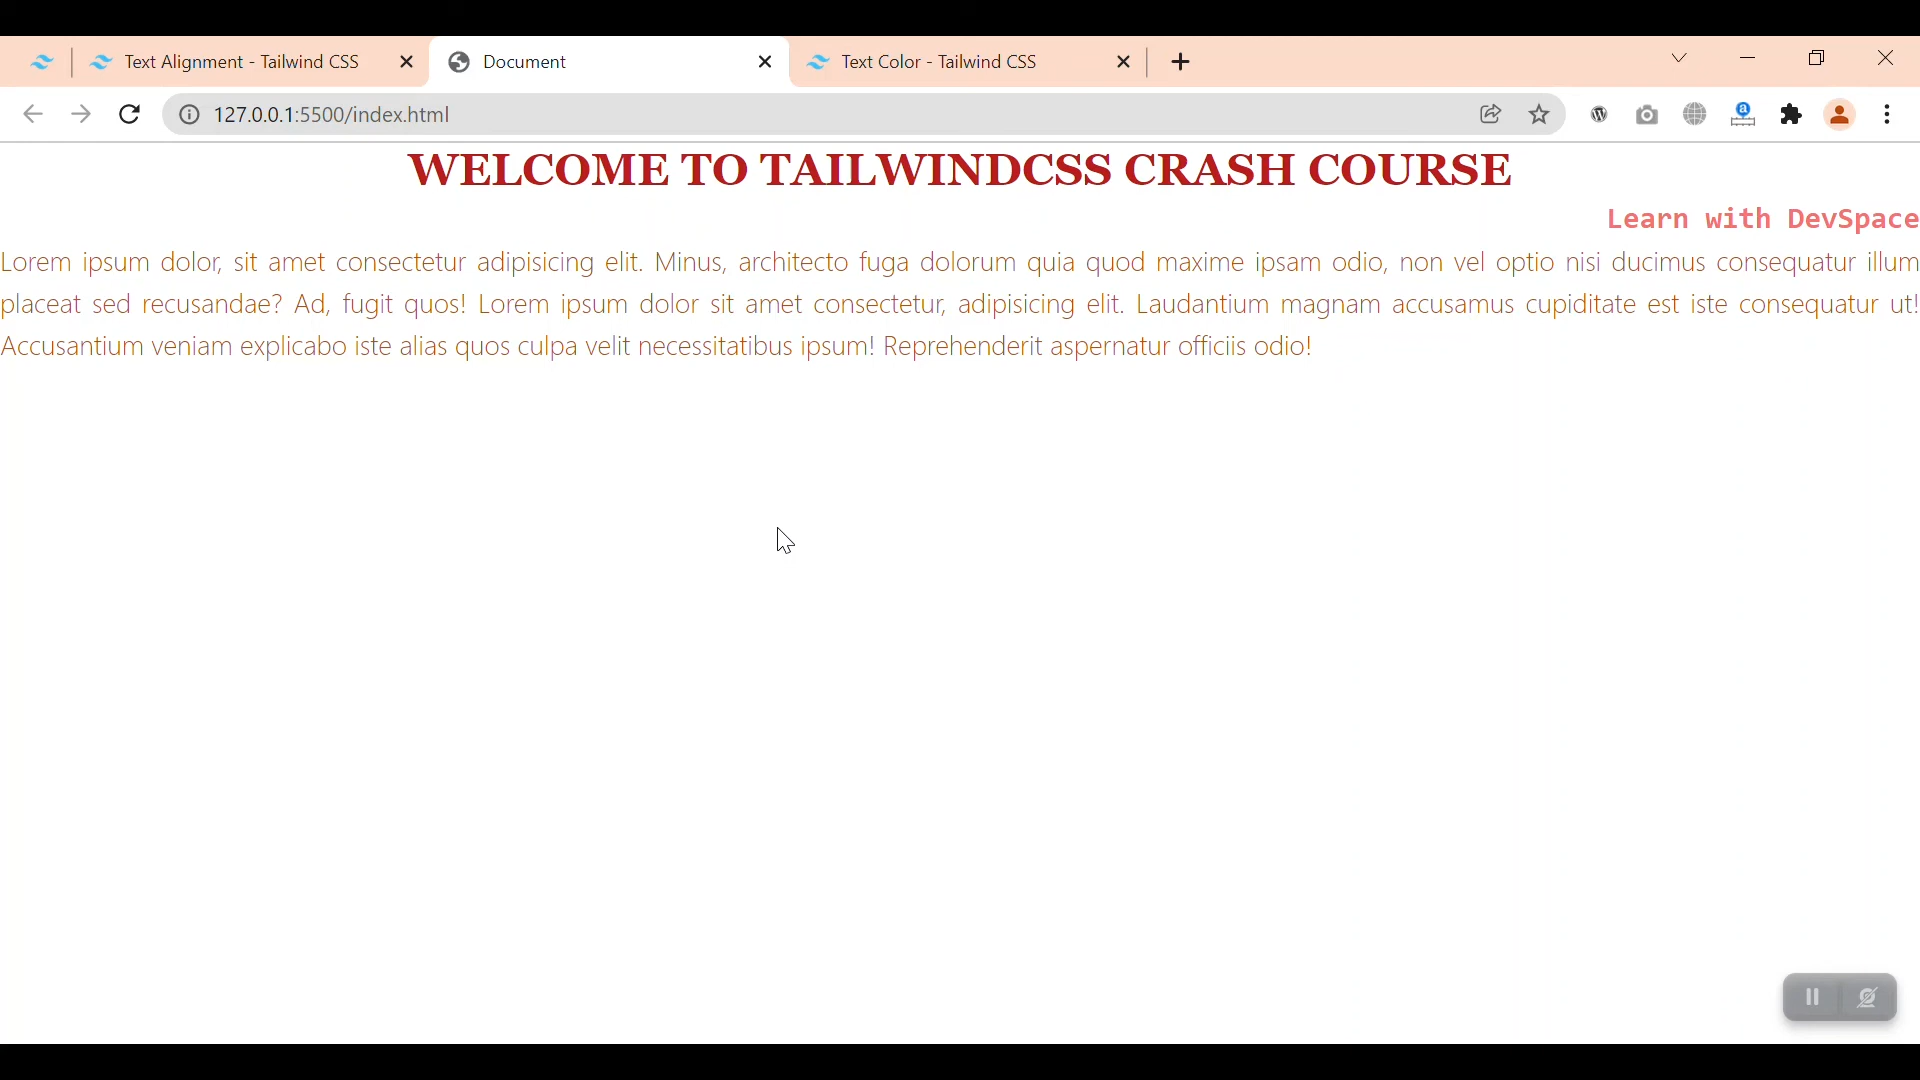 Text Alignment - Tailwind CSS
Document
Text Color - Tailwind CSS
127.0.0.1:5500/index.html
WELCOME TO TAILWINDCSS CRASH COURSE
Learn with DevSpace
Lorem ipsum dolor, sit amet consectetur adipisicing elit. Minus, architecto fuga dolorum quia quod maxime ipsam odio, non vel optio nisi ducimus consequatur illum
placeat sed recusandae? Ad, fugit quos! Lorem ipsum dolor sit amet consectetur, adipisicing elit. Laudantium magnam accusamus cupiditate est iste consequatur ut!
Accusantium veniam explicabo iste alias quos culpa velit necessitatibus ipsum! Reprehenderit aspernatur officiis odio!